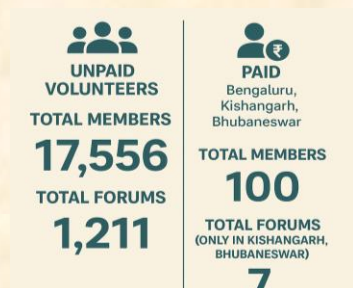 UNPAID
VOLUNTEERS
TOTAL MEMBERS
17,556
TOTAL FORUMS
1,211
₹
PAID
Bengaluru,
Kishangarh,
Bhubaneswar
TOTAL MEMBERS
100
TOTAL FORUMS
(ONLY IN KISHANGARH,
BHUBANESWAR)
7